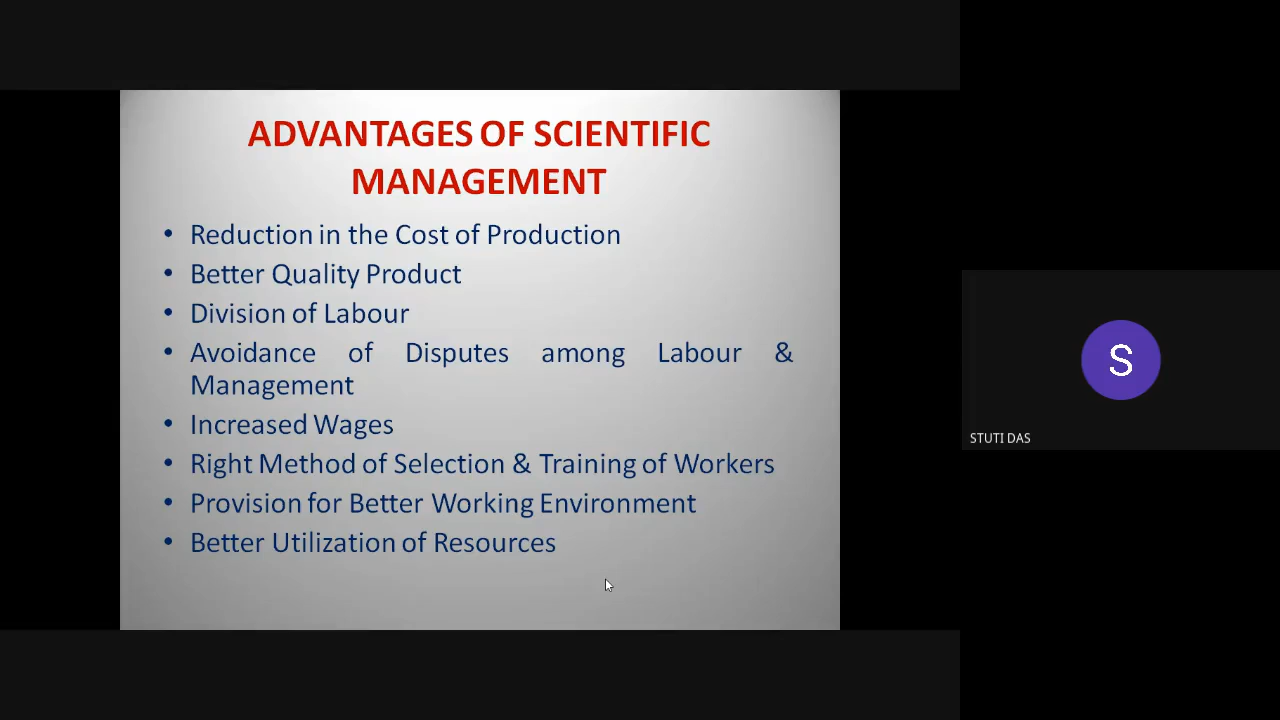 ADVANTAGES OF SCIENTIFIC
MANAGEMENT
• Reduction in the Cost of Production
• Better Quality Product
• Division of Labour
• Avoidance of Disputes among Labour &
Management
• Increased Wages
• Right Method of Selection & Training of Workers
• Provision for Better Working Environment
• Better Utilization of Resources
S
STUTI DAS